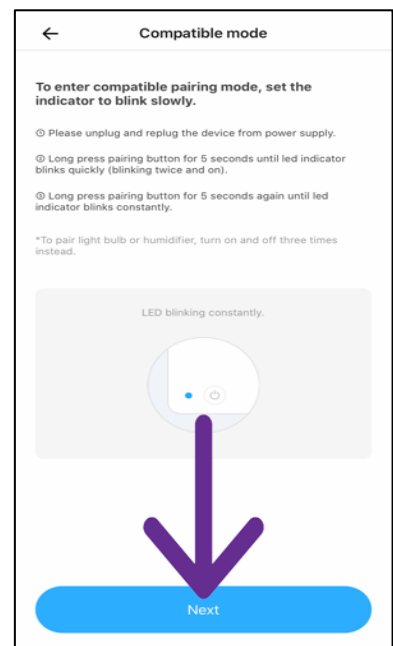 Compatible mode
To enter compatible pairing mode, set the
indicator to blink slowly.
① Please unplug and replug the device from power supply.
② Long press pairing button for 5 seconds until led indicator
blinks quickly (blinking twice and on).
③ Long press pairing button for 5 seconds again until led
indicator blinks constantly.
*To pair light bulb or humidifier, turn on and off three times
instead.
LED blinking constantly.
Next